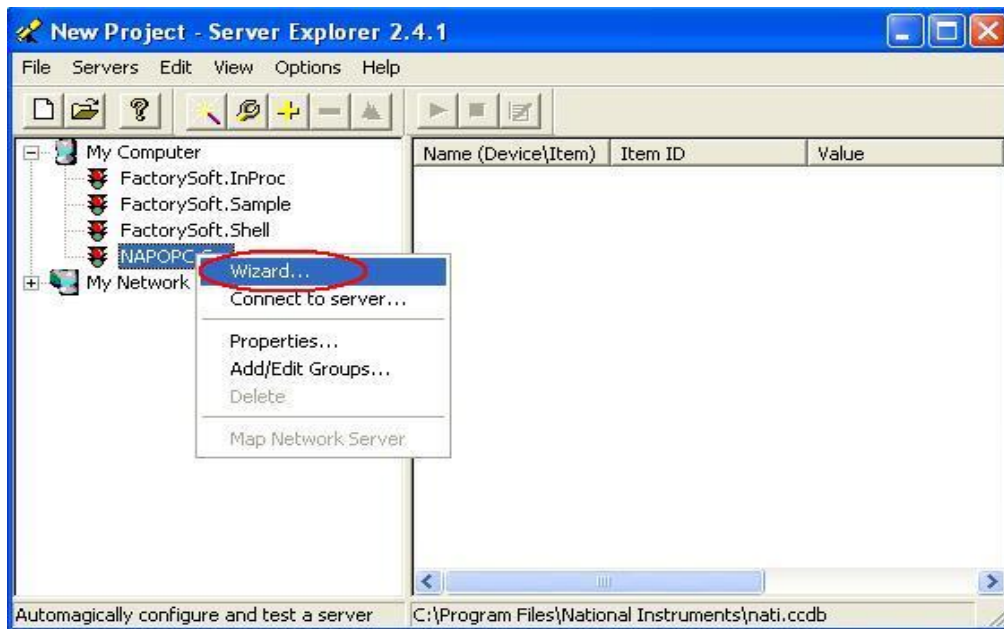 New Project - Server Explorer 2.4.1
File Servers Edit View Options Help
My Computer
FactorySoft.InProc
FactorySoft.Sample
FactorySoft.Shell
NAPOPC
My Network
Name (Device\Item) Item ID Value
Wizard...
Connect to server...
Properties...
Add/Edit Groups...
Delete
Map Network Server
Automagically configure and test a server C:\Program Files\National Instruments\nati.ccdb